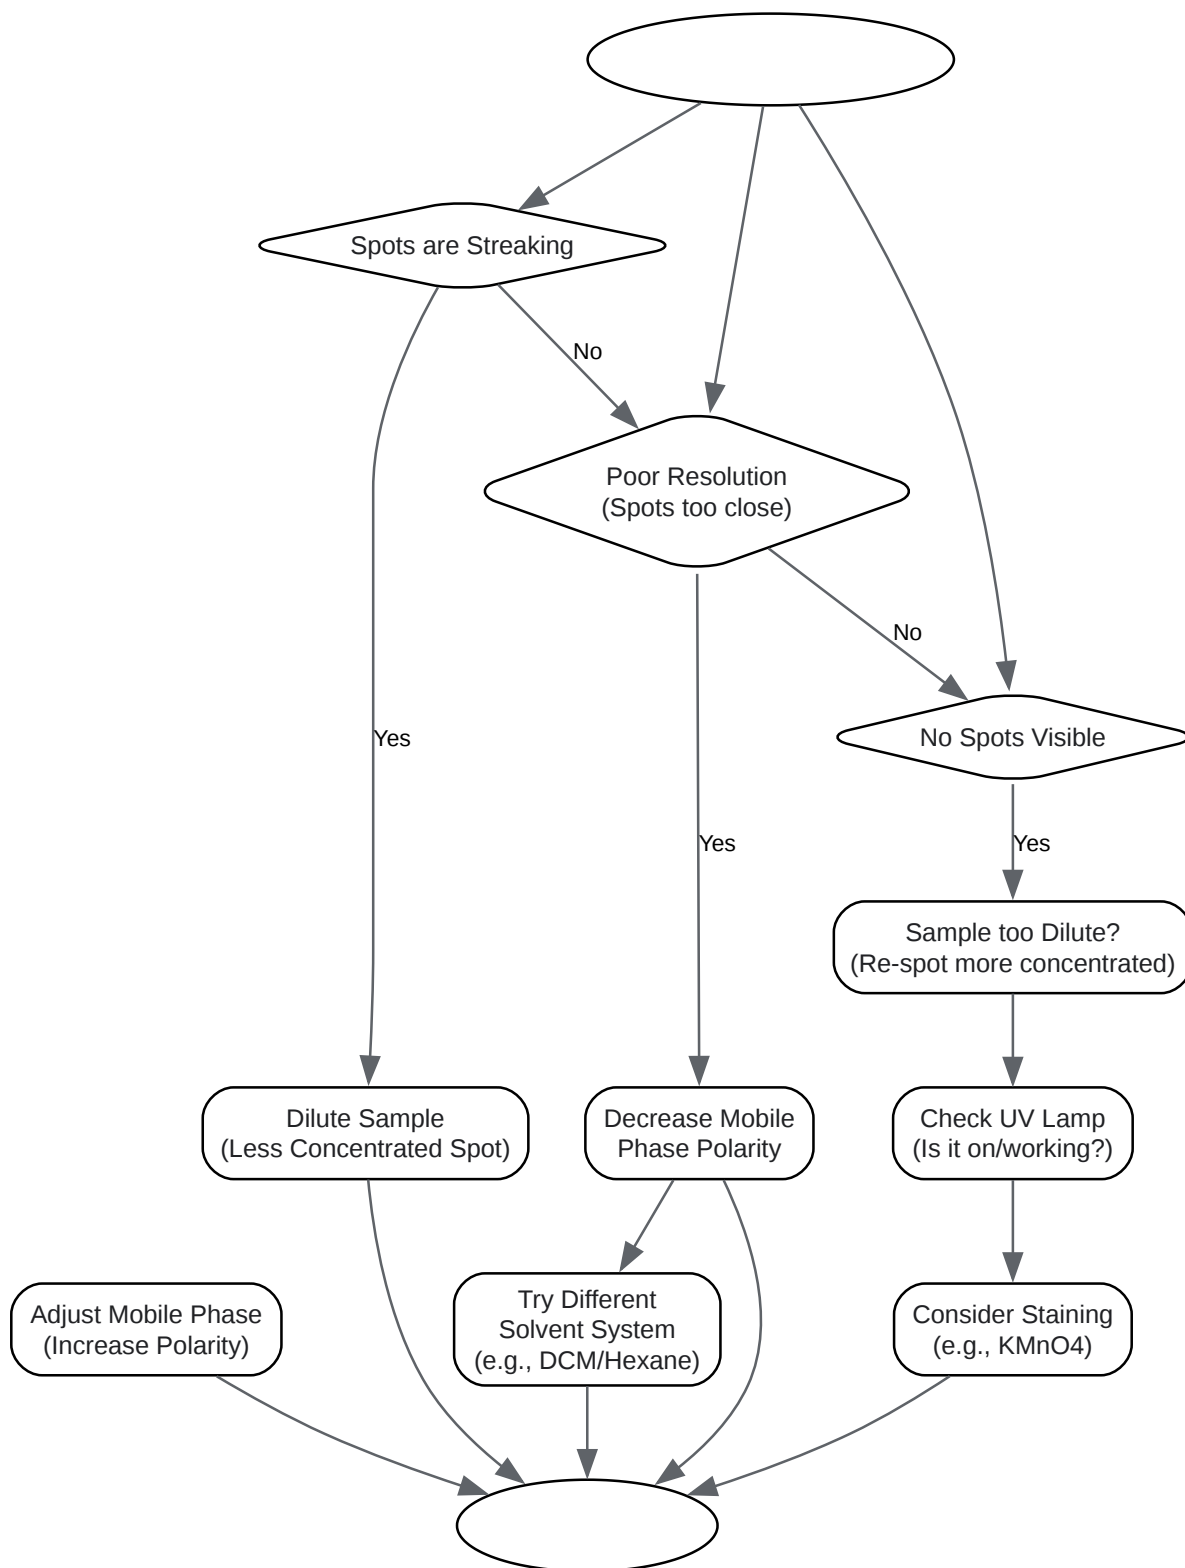 Spots are Streaking
No
Poor Resolution
(Spots too close)
No
No Spots Visible
Yes
Yes
Yes
Sample too Dilute?
(Re-spot more concentrated)
Dilute Sample
(Less Concentrated Spot)
Decrease Mobile
Phase Polarity
Check UV Lamp
(Is it on/working?)
Adjust Mobile Phase
(Increase Polarity)
Try Different
Solvent System
(e.g., DCM/Hexane)
Consider Staining
(e.g., KMnO4)